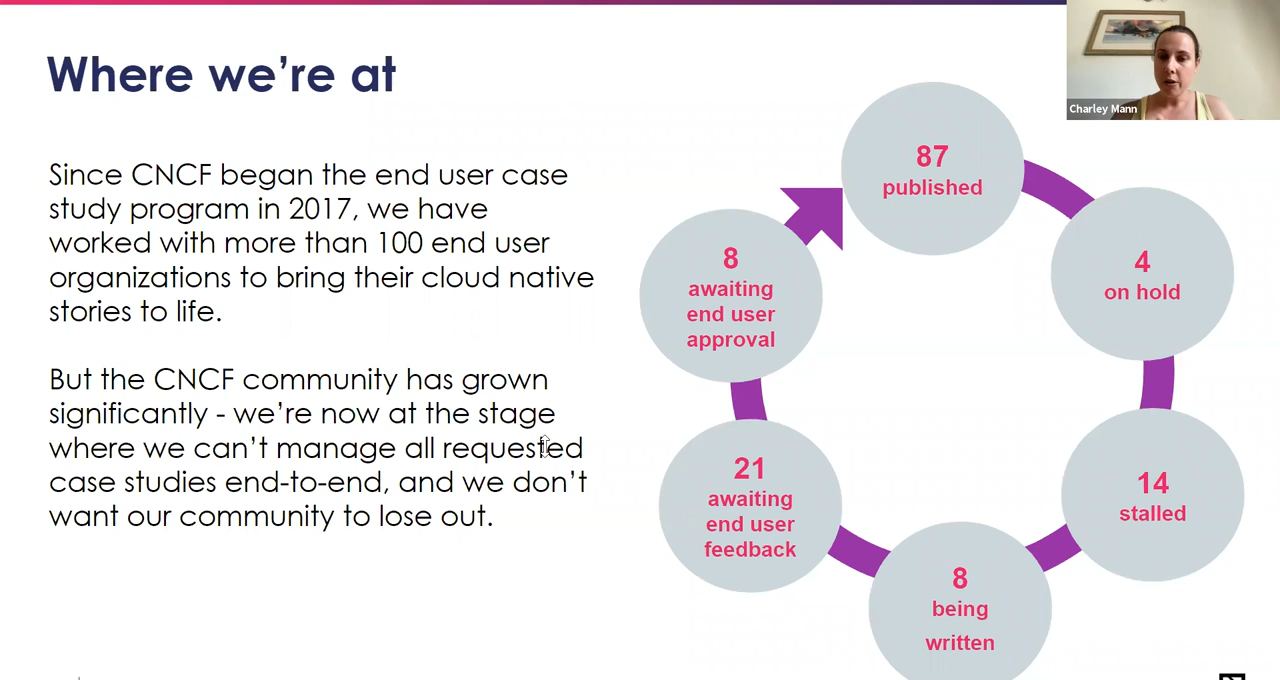 Where we're at
Since CNCF began the end user case
study program in 2017, we have
worked with more than 100 end user
organizations to bring their cloud native
stories to life.
But the CNCF community has grown
significantly - we're now at the stage
where we can't manage all requested
case studies end-to-end, and we don't
want our community to lose out.
87
published
4
on hold
14
stalled
8
being
written
21
awaiting
end user
feedback
8
awaiting
end user
approval
Charley Mann